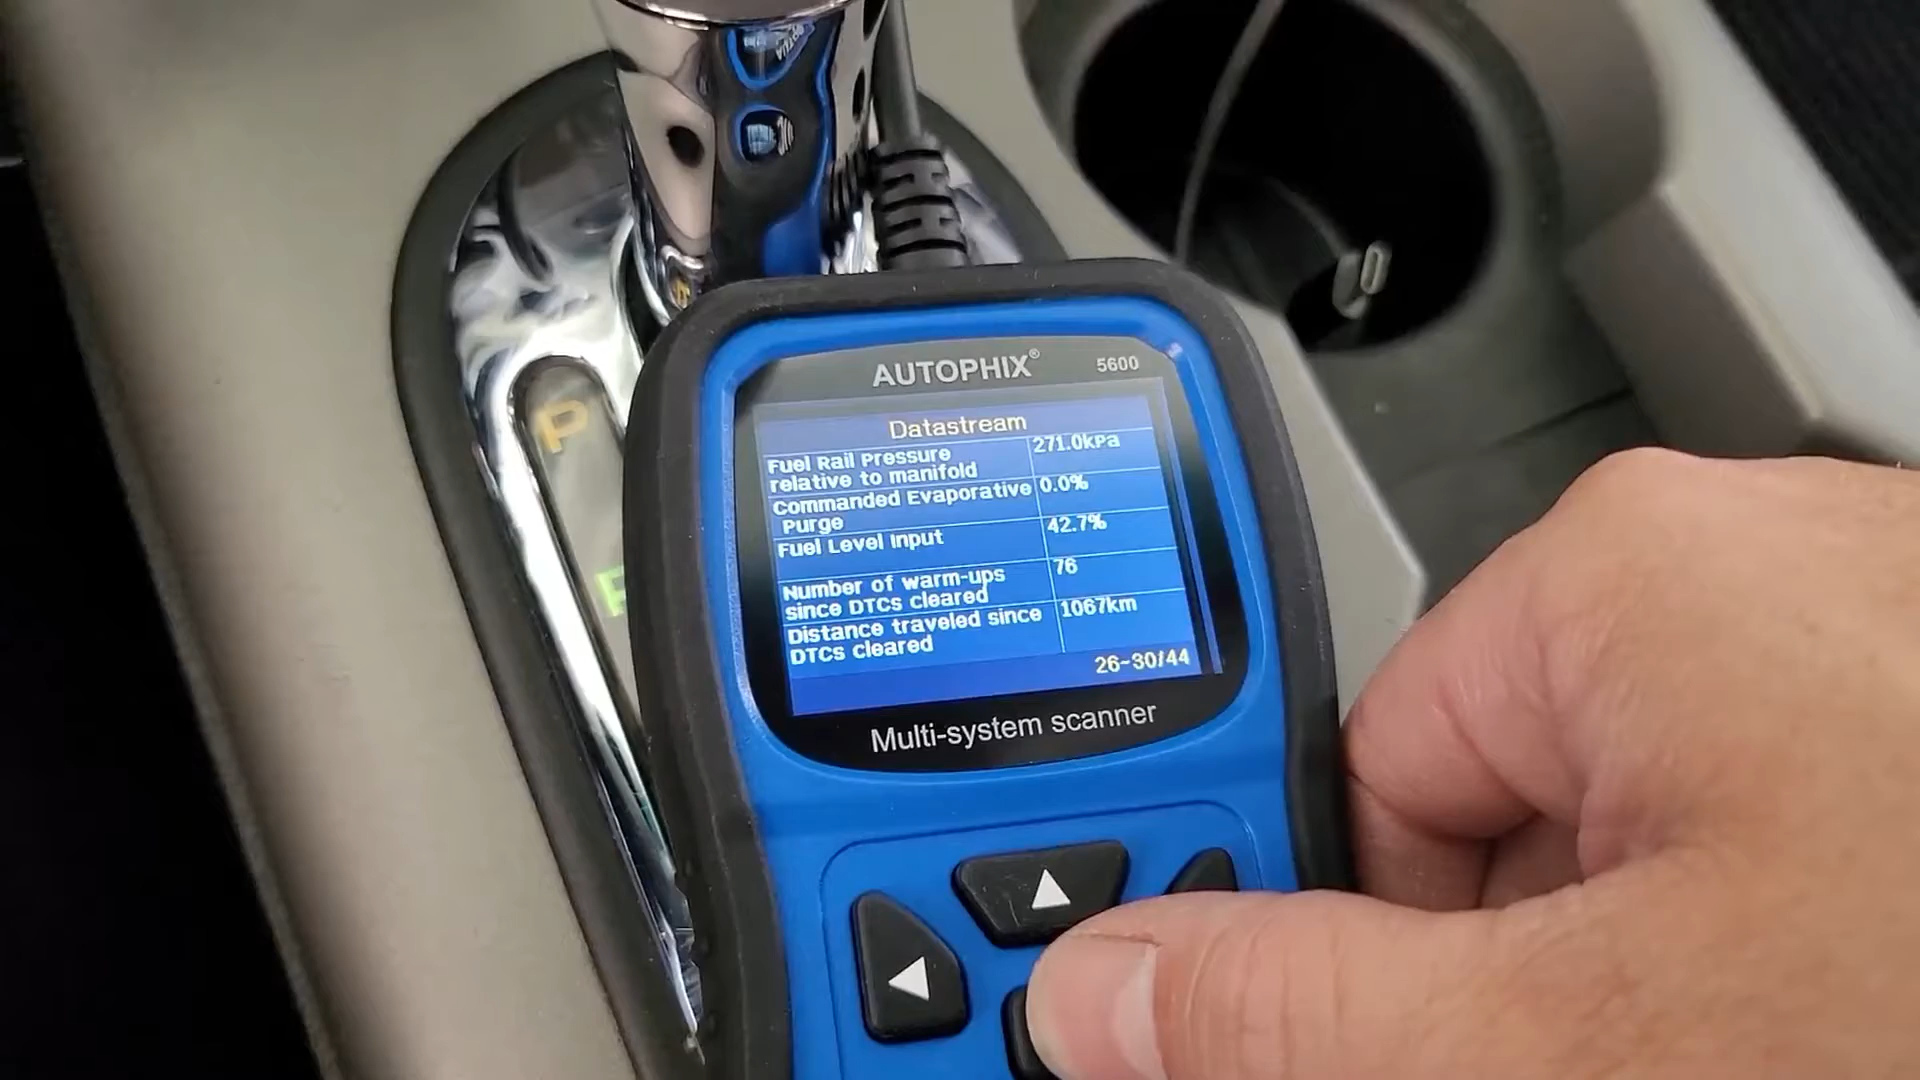 P
AUTOPHIX® 5600
Datastream
Fuel Rail Pressure relative to manifold 271.0kPa
Commanded Evaporative Purge 0.0%
Fuel Level Input 42.7%
Number of warm-ups since DTCs cleared 76
Distance traveled since DTCs cleared 1067km
26-30/44
Multi-system scanner